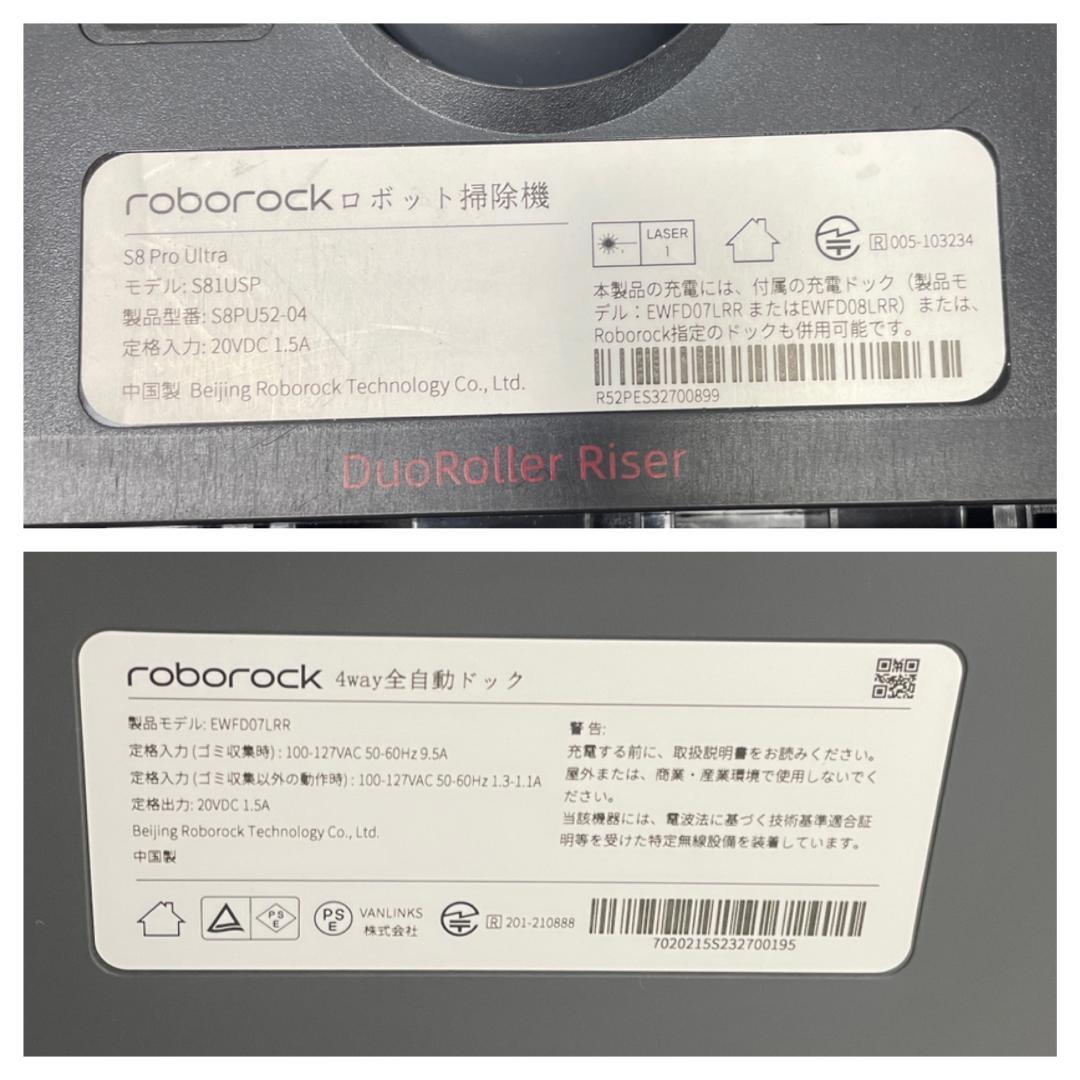 roborockロボット掃除機
S8 Pro Ultra
モデル: S81USP
製品型番: S8PU52-04
定格入力: 20VDC 1.5A
中国製 Beijing Roborock Technology Co., Ltd.
LASER
1
R 005-103234
本製品の充電には、付属の充電ドック（製品モ
デル：EWFD07LRR またはEWFD08LRR）または、
Roborock指定のドックも併用可能です。
R52PES32700899
DuoRoller Riser
roborock 4way全自動ドック
製品モデル: EWFD07LRR
定格入力 (ゴミ収集時) : 100-127VAC 50-60Hz 9.5A
定格入力 (ゴミ収集以外の動作時) : 100-127VAC 50-60Hz 1.3-1.1A
定格出力: 20VDC 1.5A
Beijing Roborock Technology Co., Ltd.
中国製
警告:
充電する前に、取扱説明書をお読みください。
屋外または、商業・産業環境で使用しないでく
ださい。
当該機器には、電波法に基づく技術基準適合証
明等を受けた特定無線設備を装着しています。
PS
E
PS
E
VANLINKS
株式会社
R 201-210888
7020215S232700195